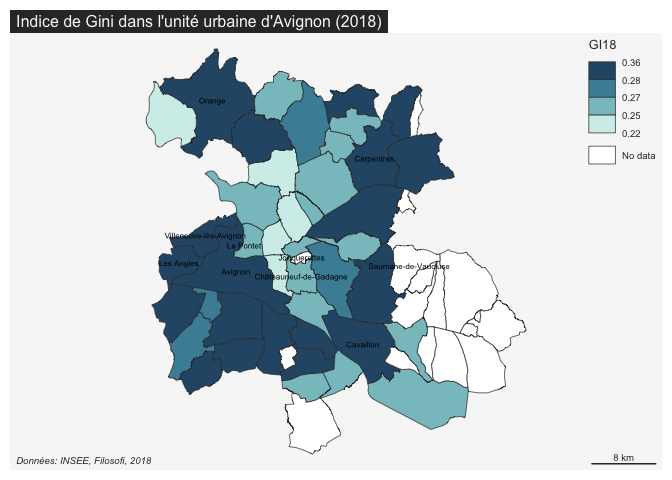 Indice de Gini dans l'unité urbaine d'Avignon (2018)
GI18
0.36
0.28
0.27
0.25
0.22
No data
Orange
Carpentras
Villeneuve-lès-Avignon
Le Pontet
Les Angles
Jonquerettes
Saumane-de-Vaucluse
Avignon
Châteauneuf-de-Gadagne
Cavaillon
Données: INSEE, Filosofi, 2018
8 km